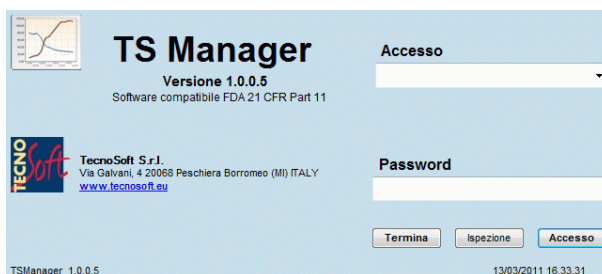 TS Manager
Versione 1.0.0.5
Software compatibile FDA 21 CFR Part 11
Accesso
TECNO
Soft
TecnoSoft S.r.l.
Via Galvani, 4 20068 Peschiera Borromeo (MI) ITALY
www.tecnosoft.eu
Password
Termina
Ispezione
Accesso
TSManager 1.0.0.5
13/03/2011 16.33.31